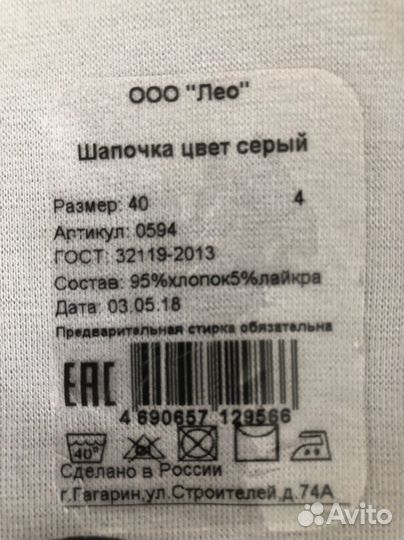 ООО "Лео"
Шапочка цвет серый
Размер: 40 4
Артикул: 0594
ГОСТ: 32119-2013
Состав: 95%хлопок5%лайкра
Дата: 03.05.18
Предварительная стирка обязательна
ЕАС
4 690657 129566
40°
Сделано в России
г.Гагарин,ул.Строителей,д.74А
Avito